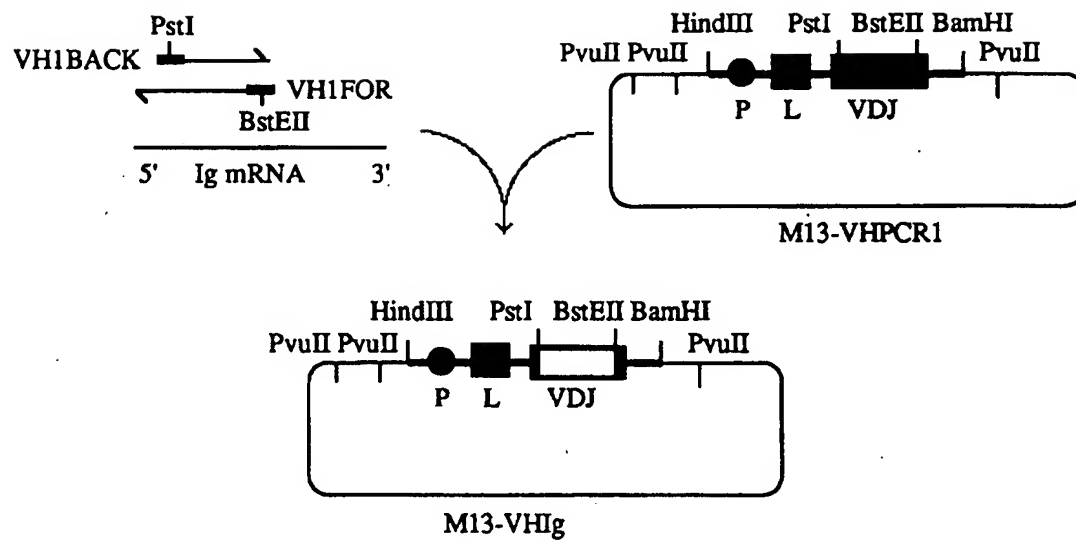 PstI
VH1BACK
VH1FOR
BstEII
5' Ig mRNA 3'
HindIII PstI BstEII BamHI
PvuII PvuII PvuII
P L VDJ
M13-VHPCR1
HindIII PstI BstEII BamHI
PvuII PvuII PvuII
P L VDJ
M13-VHIg